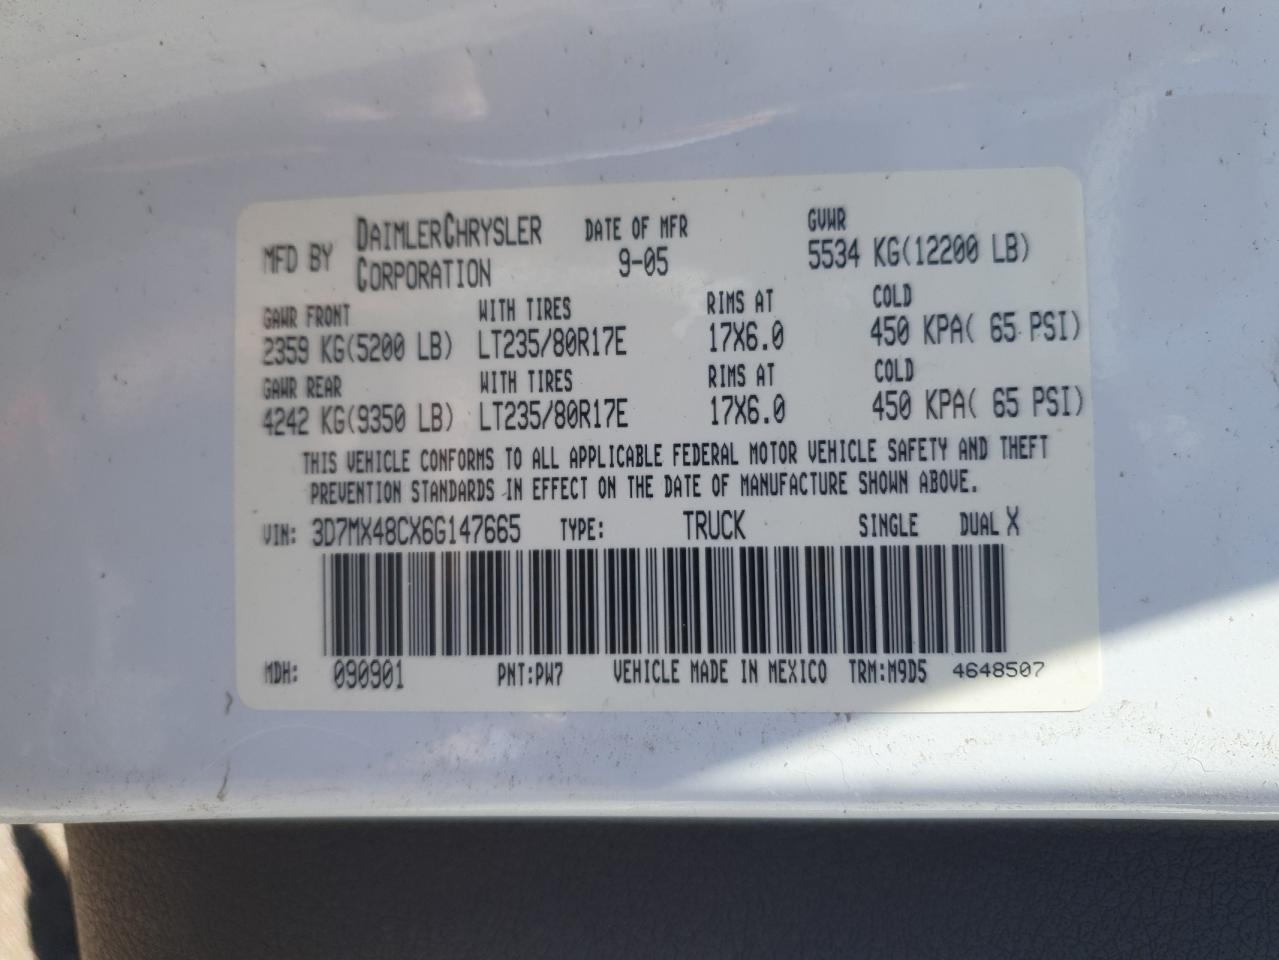 MFD BY DAIMLERCHRYSLER CORPORATION DATE OF MFR 9-05 GVWR 5534 KG(12200 LB)
GAWR FRONT WITH TIRES RIMS AT COLD
2359 KG(5200 LB) LT235/80R17E 17X6.0 450 KPA( 65 PSI)
GAWR REAR WITH TIRES RIMS AT COLD
4242 KG(9350 LB) LT235/80R17E 17X6.0 450 KPA( 65 PSI)
THIS VEHICLE CONFORMS TO ALL APPLICABLE FEDERAL MOTOR VEHICLE SAFETY AND THEFT
PREVENTION STANDARDS IN EFFECT ON THE DATE OF MANUFACTURE SHOWN ABOVE.
VIN: 3D7MX48CX6G147665 TYPE: TRUCK SINGLE DUAL X
MDH: 090901 PNT:PW7 VEHICLE MADE IN MEXICO TRM:M9D5 4648507